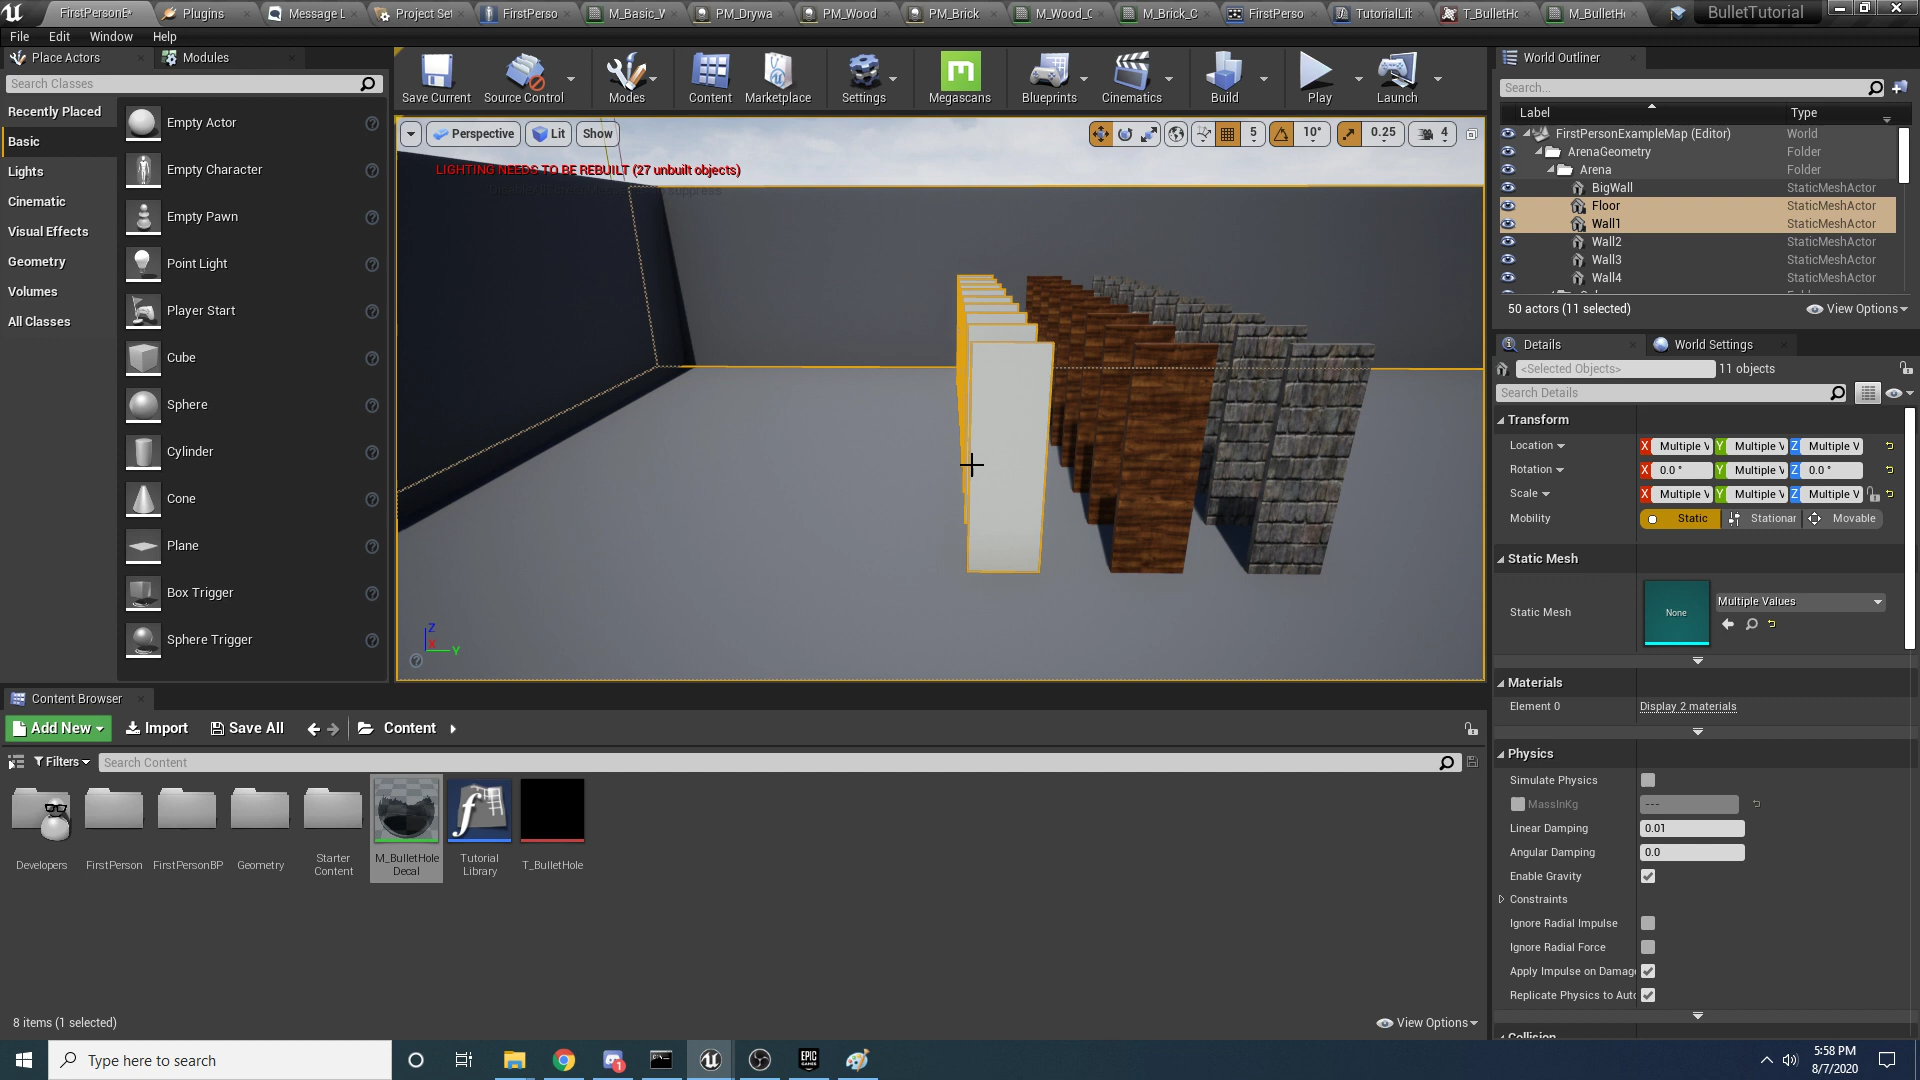 FirstPersonE*
Plugins
Message L
Project Set
FirstPerso
M_Basic_W
PM_Drywa
PM_Wood
PM_Brick
M_Wood_C
M_Brick_C
FirstPerso
TutorialLib
T_BulletHo
M_BulletH
BulletTutorial
File
Edit
Window
Help
Place Actors
Modules
Search Classes
Recently Placed
Basic
Lights
Cinematic
Visual Effects
Geometry
Volumes
All Classes
Empty Actor
Empty Character
Empty Pawn
Point Light
Player Start
Cube
Sphere
Cylinder
Cone
Plane
Box Trigger
Sphere Trigger
Save Current
Source Control
Modes
Content
Marketplace
Settings
Megascans
Blueprints
Cinematics
Build
Play
Launch
Perspective
Lit
Show
5
10°
0.25
4
LIGHTING NEEDS TO BE REBUILT (27 unbuilt objects)
Z
X
Y
World Outliner
Search...
Label
Type
FirstPersonExampleMap (Editor)
World
ArenaGeometry
Folder
Arena
Folder
BigWall
StaticMeshActor
Floor
StaticMeshActor
Wall1
StaticMeshActor
Wall2
StaticMeshActor
Wall3
StaticMeshActor
Wall4
StaticMeshActor
50 actors (11 selected)
View Options
Details
World Settings
<Selected Objects>
11 objects
Search Details
Transform
Location
X Multiple V Y Multiple V Z Multiple V
Rotation
X 0.0 ° Y Multiple V Z 0.0 °
Scale
X Multiple V Y Multiple V Z Multiple V
Mobility
Static
Stationar
Movable
Static Mesh
Static Mesh
None
Multiple Values
Materials
Element 0
Display 2 materials
Physics
Simulate Physics
MassInKg
---
Linear Damping
0.01
Angular Damping
0.0
Enable Gravity
Constraints
Ignore Radial Impulse
Ignore Radial Force
Apply Impulse on Damag
Replicate Physics to Aut
Collision
Content Browser
Add New
Import
Save All
Content
Filters
Search Content
Developers
FirstPerson
FirstPersonBP
Geometry
Starter
Content
M_BulletHole
Decal
Tutorial
Library
T_BulletHole
8 items (1 selected)
View Options
Type here to search
1
EPIC
GAMES
5:58 PM
8/7/2020